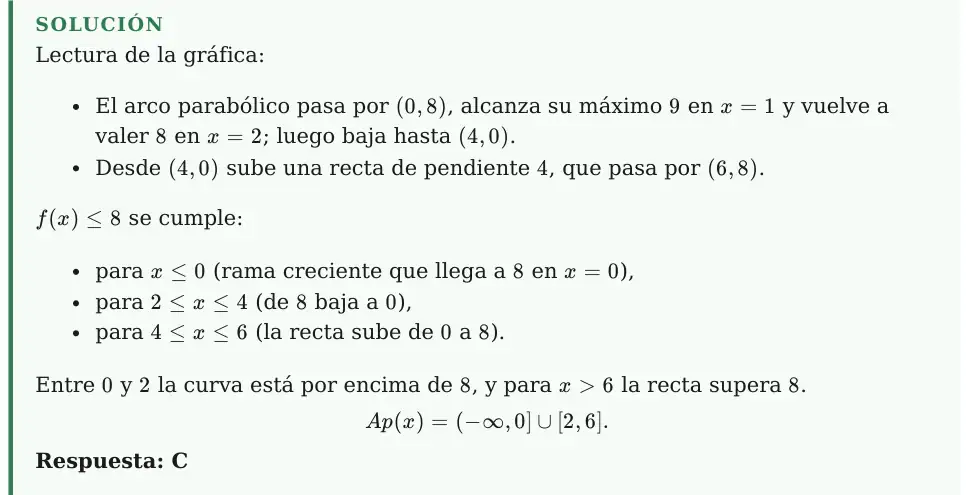 SOLUCIÓN
Lectura de la gráfica:
• El arco parabólico pasa por (0, 8), alcanza su máximo 9 en x = 1 y vuelve a
valer 8 en x = 2; luego baja hasta (4, 0).
• Desde (4, 0) sube una recta de pendiente 4, que pasa por (6, 8).
f(x) ≤ 8 se cumple:
• para x ≤ 0 (rama creciente que llega a 8 en x = 0),
• para 2 ≤ x ≤ 4 (de 8 baja a 0),
• para 4 ≤ x ≤ 6 (la recta sube de 0 a 8).
Entre 0 y 2 la curva está por encima de 8, y para x > 6 la recta supera 8.
Ap(x) = (−∞, 0] ∪ [2, 6].
Respuesta: C